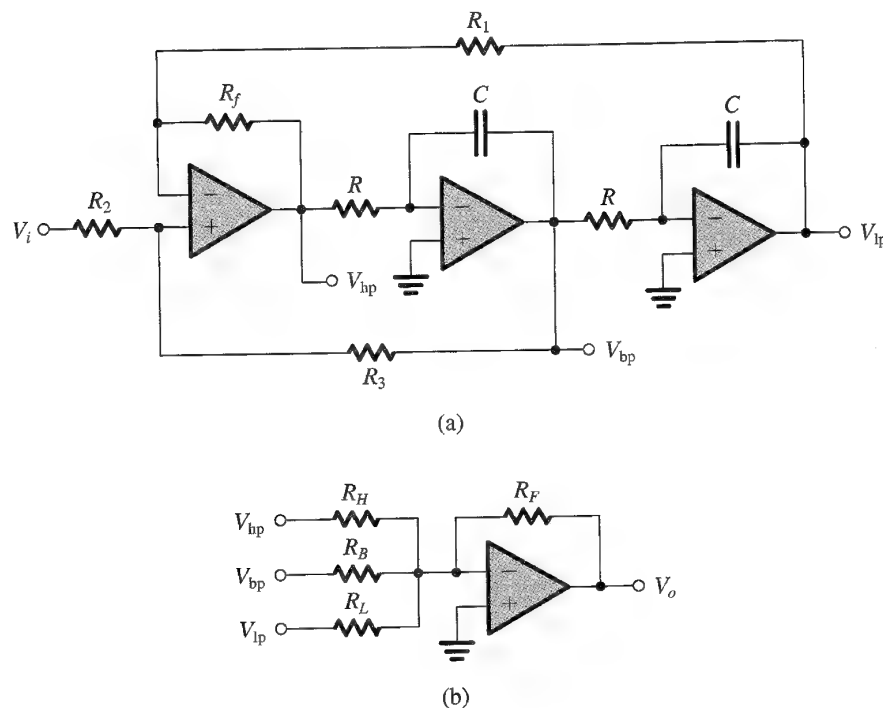 R1
Rf
C
C
R2
R
R
Vi
−
+
−
+
−
+
Vhp
Vlp
R3
Vbp
(a)
RH
RF
Vhp
RB
Vbp
−
+
Vo
RL
Vlp
(b)